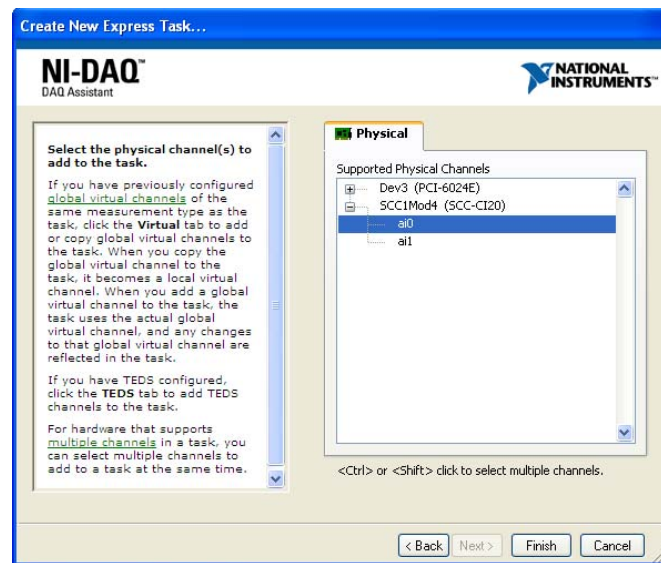 Create New Express Task...
NI-DAQ™
DAQ Assistant
NATIONAL
INSTRUMENTS™
Select the physical channel(s) to
add to the task.
If you have previously configured
global virtual channels of the
same measurement type as the
task, click the Virtual tab to add
or copy global virtual channels to
the task. When you copy the
global virtual channel to the
task, it becomes a local virtual
channel. When you add a global
virtual channel to the task, the
task uses the actual global
virtual channel, and any changes
to that global virtual channel are
reflected in the task.
If you have TEDS configured,
click the TEDS tab to add TEDS
channels to the task.
For hardware that supports
multiple channels in a task, you
can select multiple channels to
add to a task at the same time.
Physical
Supported Physical Channels
Dev3 (PCI-6024E)
SCC1Mod4 (SCC-CI20)
ai0
ai1
<Ctrl> or <Shift> click to select multiple channels.
< Back
Next >
Finish
Cancel